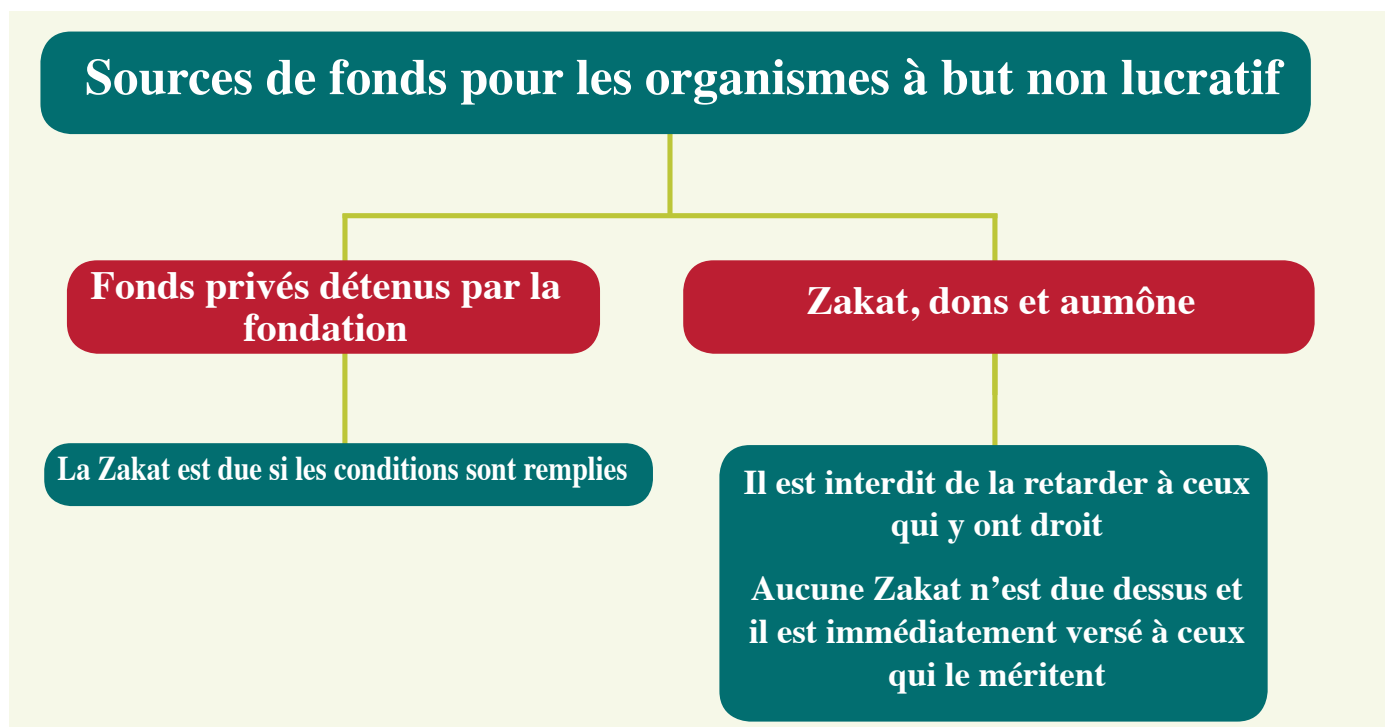 Sources de fonds pour les organismes à but non lucratif
Fonds privés détenus par la
fondation
Zakat, dons et aumône
La Zakat est due si les conditions sont remplies
Il est interdit de la retarder à ceux
qui y ont droit
Aucune Zakat n’est due dessus et
il est immédiatement versé à ceux
qui le méritent